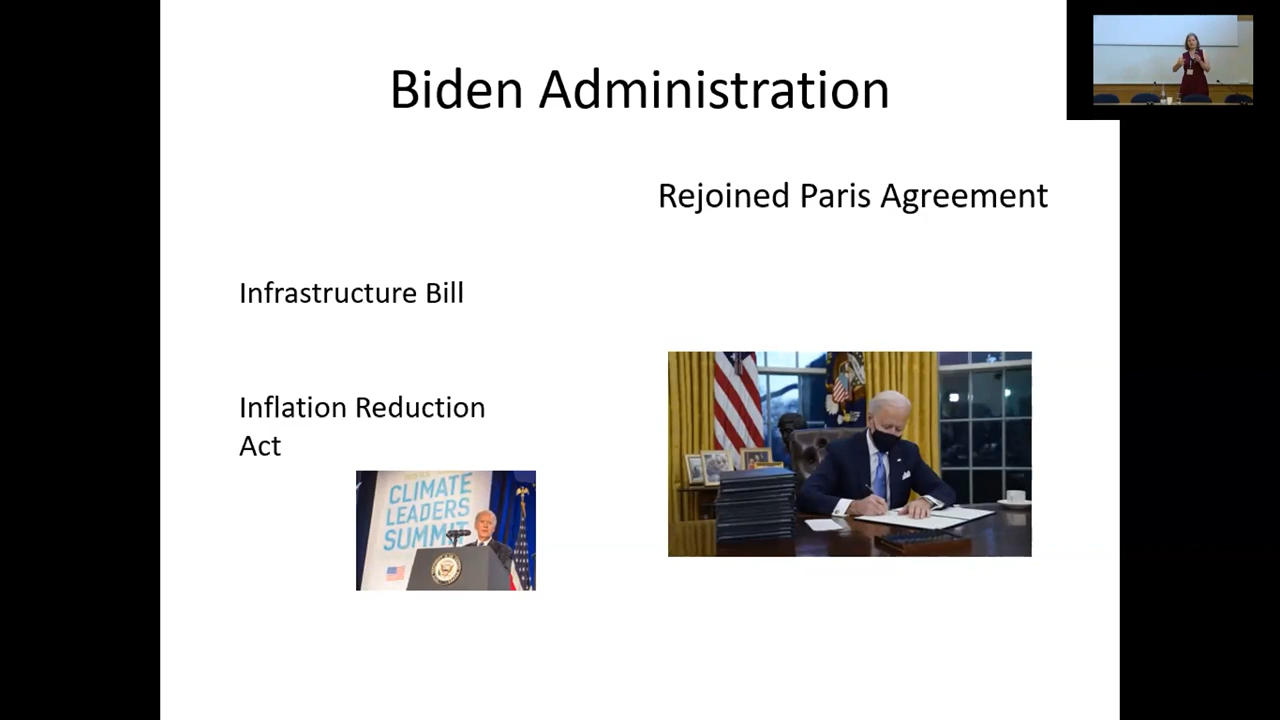 Biden Administration
Rejoined Paris Agreement
Infrastructure Bill
Inflation Reduction
Act
CLIMATE
LEADERS
SUMMIT